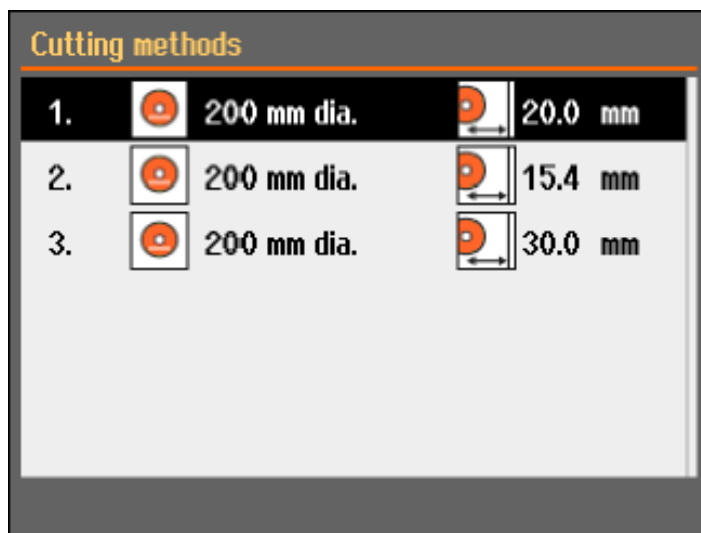 Cutting methods
1. 200 mm dia. 20.0 mm
2. 200 mm dia. 15.4 mm
3. 200 mm dia. 30.0 mm